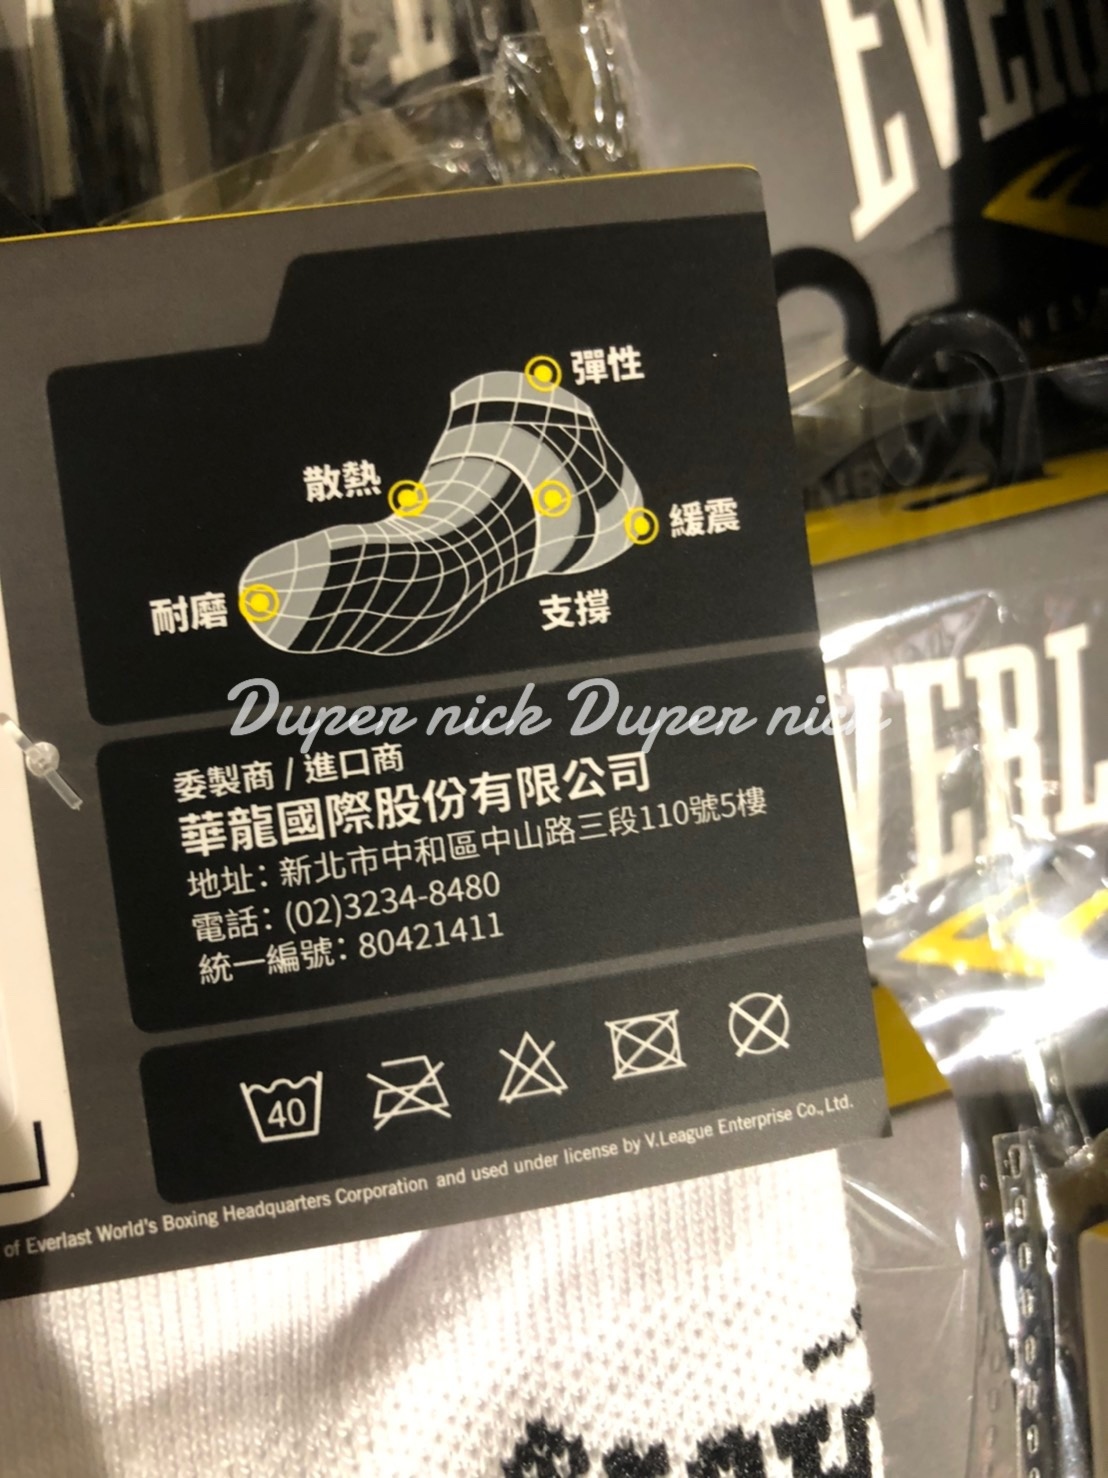 EVER
彈性
散熱
緩震
耐磨
支撐
VERL
Duper nick Duper nick
委製商 / 進口商
華龍國際股份有限公司
地址: 新北市中和區中山路三段110號5樓
電話: (02)3234-8480
統一編號: 80421411
40
of Everlast World's Boxing Headquarters Corporation and used under license by V.League Enterprise Co., Ltd.